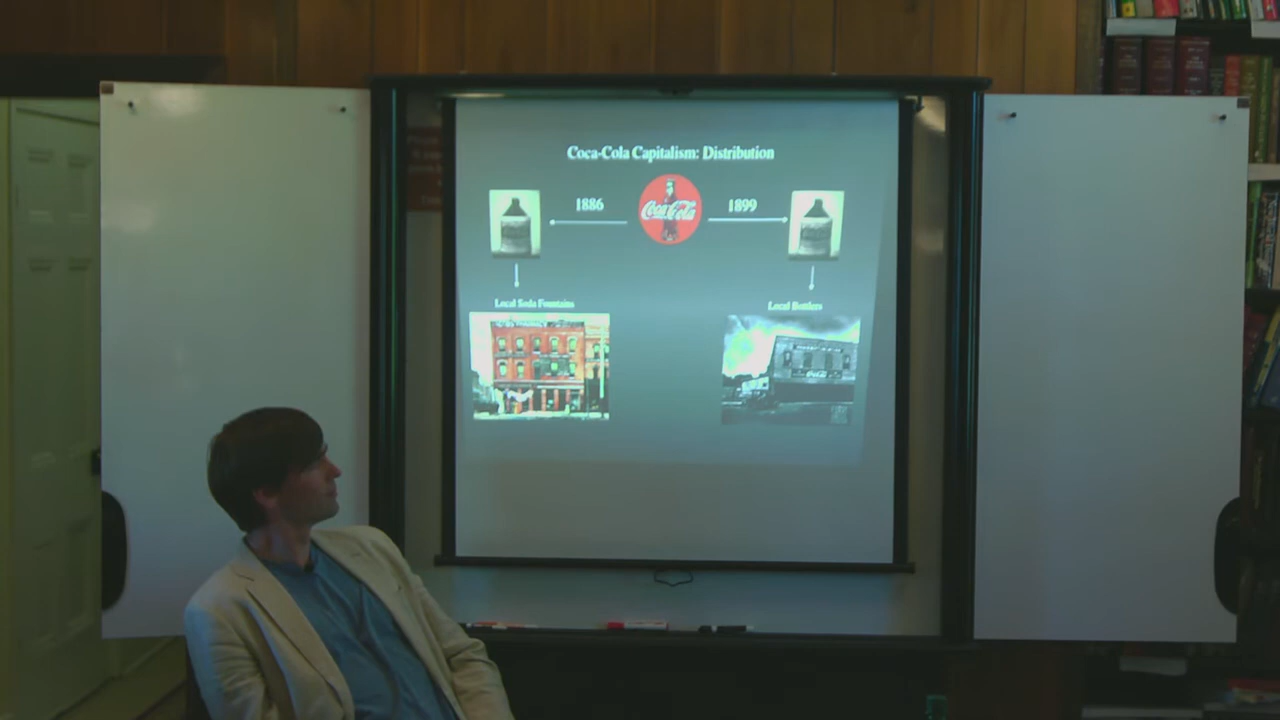 Coca-Cola Capitalism: Distribution
1886
Coca-Cola
1899
Local Soda Fountains
Local Bottlers